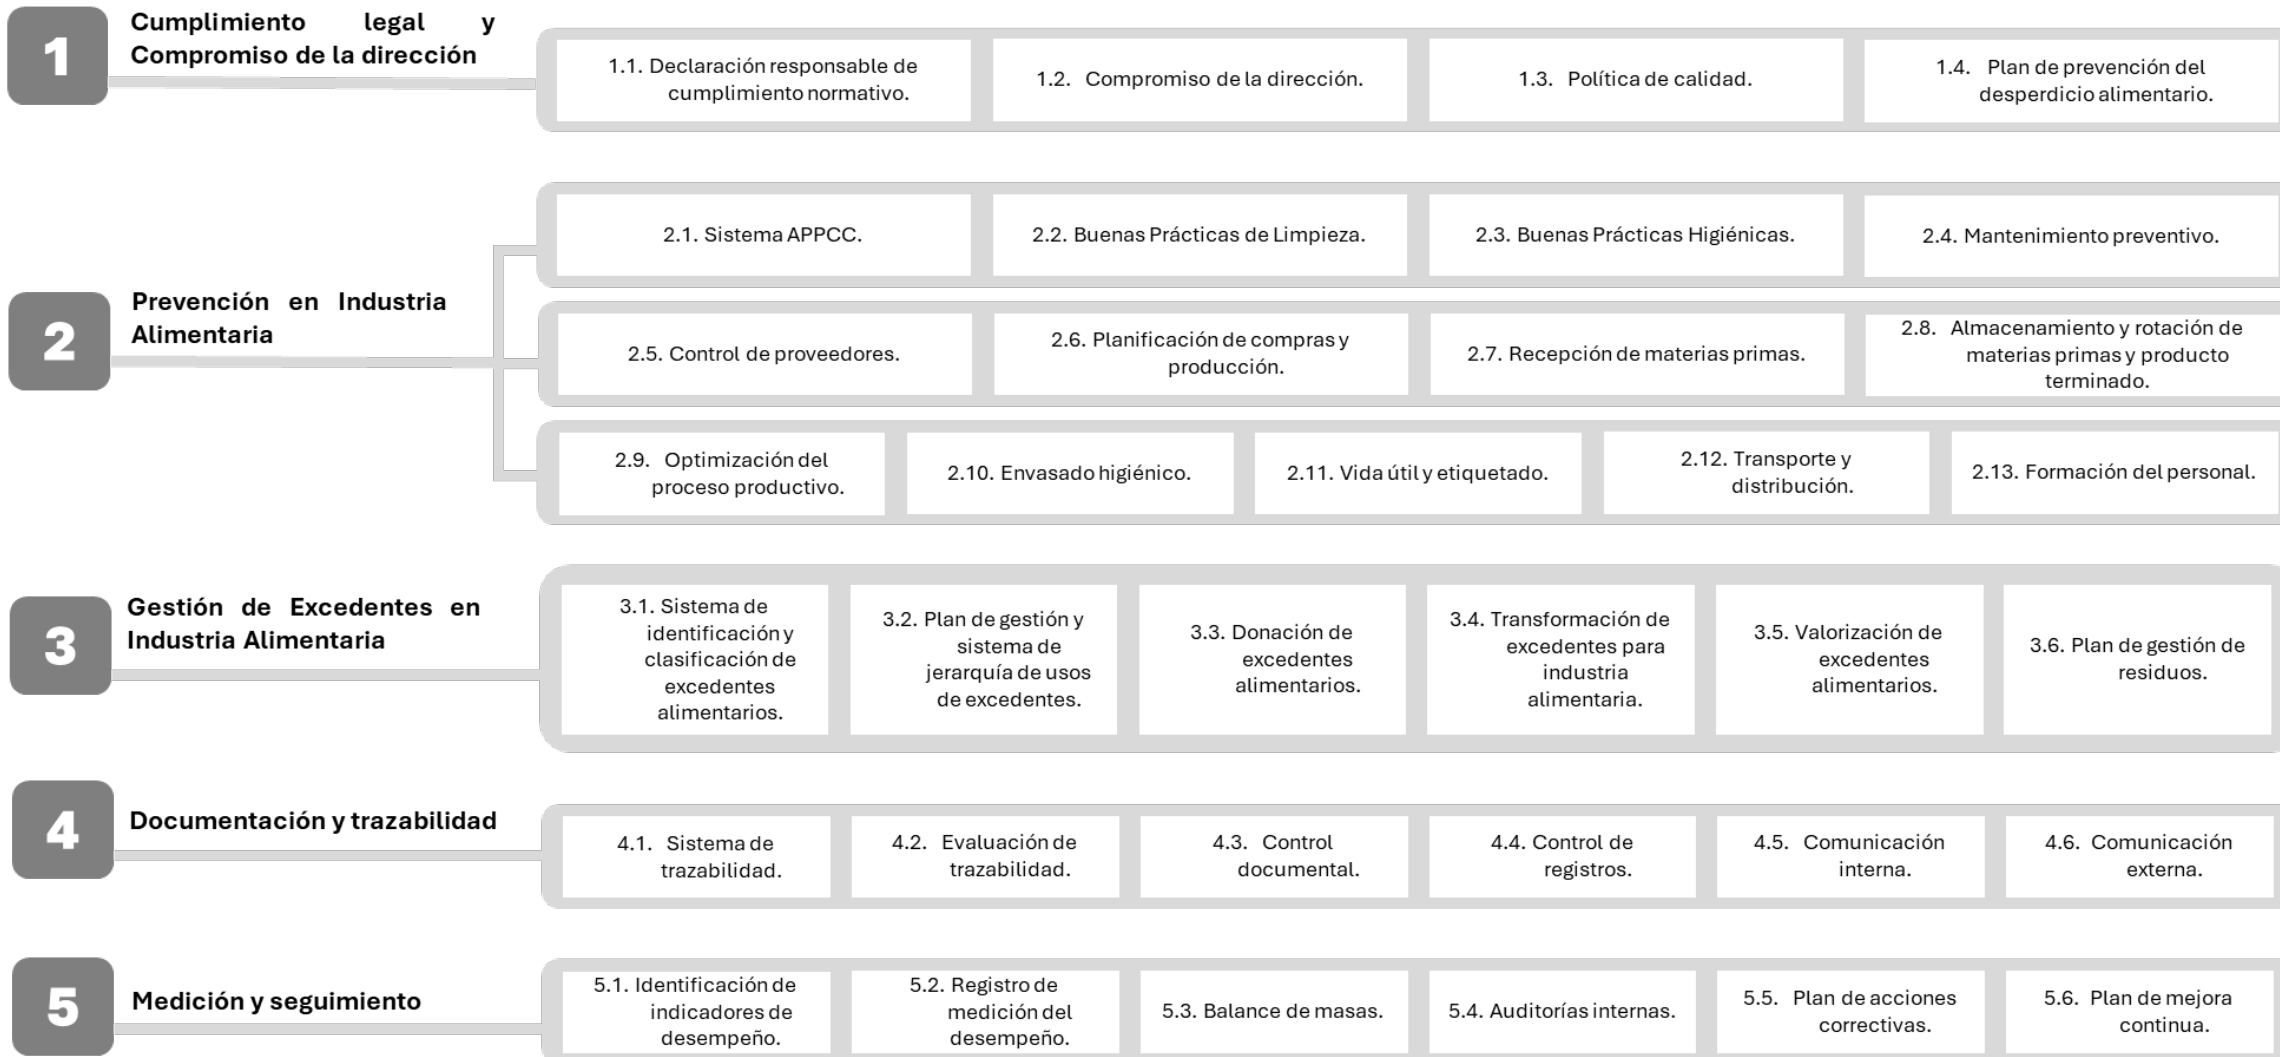 1
Cumplimiento legal y
Compromiso de la dirección
1.1. Declaración responsable de
cumplimiento normativo.
1.2. Compromiso de la dirección.
1.3. Política de calidad.
1.4. Plan de prevención del
desperdicio alimentario.
2
Prevención en Industria
Alimentaria
2.1. Sistema APPCC.
2.2. Buenas Prácticas de Limpieza.
2.3. Buenas Prácticas Higiénicas.
2.4. Mantenimiento preventivo.
2.5. Control de proveedores.
2.6. Planificación de compras y
producción.
2.7. Recepción de materias primas.
2.8. Almacenamiento y rotación de
materias primas y producto
terminado.
2.9. Optimización del
proceso productivo.
2.10. Envasado higiénico.
2.11. Vida útil y etiquetado.
2.12. Transporte y
distribución.
2.13. Formación del personal.
3
Gestión de Excedentes en
Industria Alimentaria
3.1. Sistema de
identificación y
clasificación de
excedentes
alimentarios.
3.2. Plan de gestión y
sistema de
jerarquía de usos
de excedentes.
3.3. Donación de
excedentes
alimentarios.
3.4. Transformación de
excedentes para
industria
alimentaria.
3.5. Valorización de
excedentes
alimentarios.
3.6. Plan de gestión de
residuos.
4
Documentación y trazabilidad
4.1. Sistema de
trazabilidad.
4.2. Evaluación de
trazabilidad.
4.3. Control
documental.
4.4. Control de
registros.
4.5. Comunicación
interna.
4.6. Comunicación
externa.
5
Medición y seguimiento
5.1. Identificación de
indicadores de
desempeño.
5.2. Registro de
medición del
desempeño.
5.3. Balance de masas.
5.4. Auditorías internas.
5.5. Plan de acciones
correctivas.
5.6. Plan de mejora
continua.